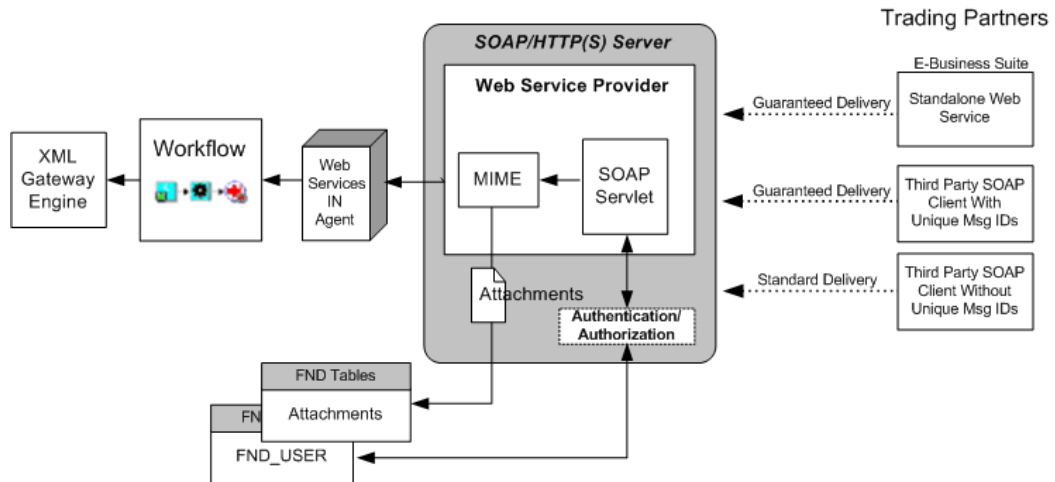 Trading Partners
SOAP/HTTP(S) Server
E-Business Suite
Web Service Provider
Guaranteed Delivery
Standalone Web
Service
XML
Gateway
Engine
Workflow
Web
Services
IN
Agent
MIME
SOAP
Servlet
Guaranteed Delivery
Third Party SOAP
Client With
Unique Msg IDs
Standard Delivery
Third Party SOAP
Client Without
Unique Msg IDs
Attachments
Authentication/
Authorization
FND Tables
Attachments
FN
FND_USER